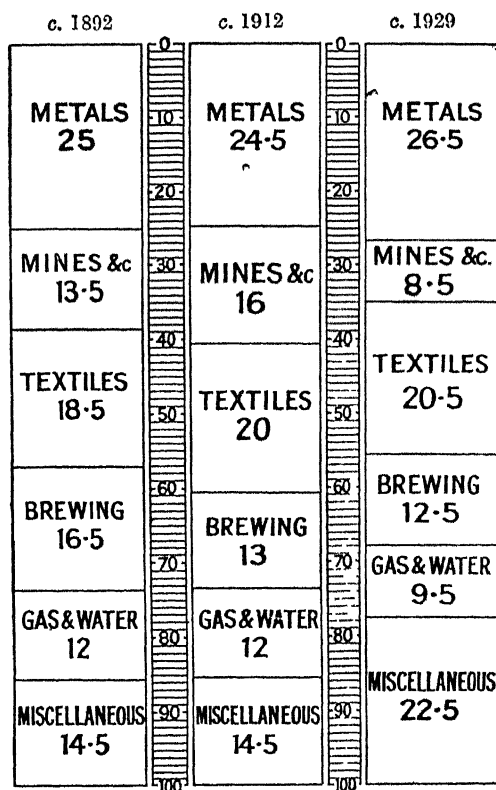 c. 1892
METALS
25
MINES &c
13·5
TEXTILES
18·5
BREWING
16·5
GAS & WATER
12
MISCELLANEOUS
14·5
0
10
20
30
40
50
60
70
80
90
100
c. 1912
METALS
24·5
MINES &c
16
TEXTILES
20
BREWING
13
GAS & WATER
12
MISCELLANEOUS
14·5
0
10
20
30
40
50
60
70
80
90
100
c. 1929
METALS
26·5
MINES &c.
8·5
TEXTILES
20·5
BREWING
12·5
GAS & WATER
9·5
MISCELLANEOUS
22·5